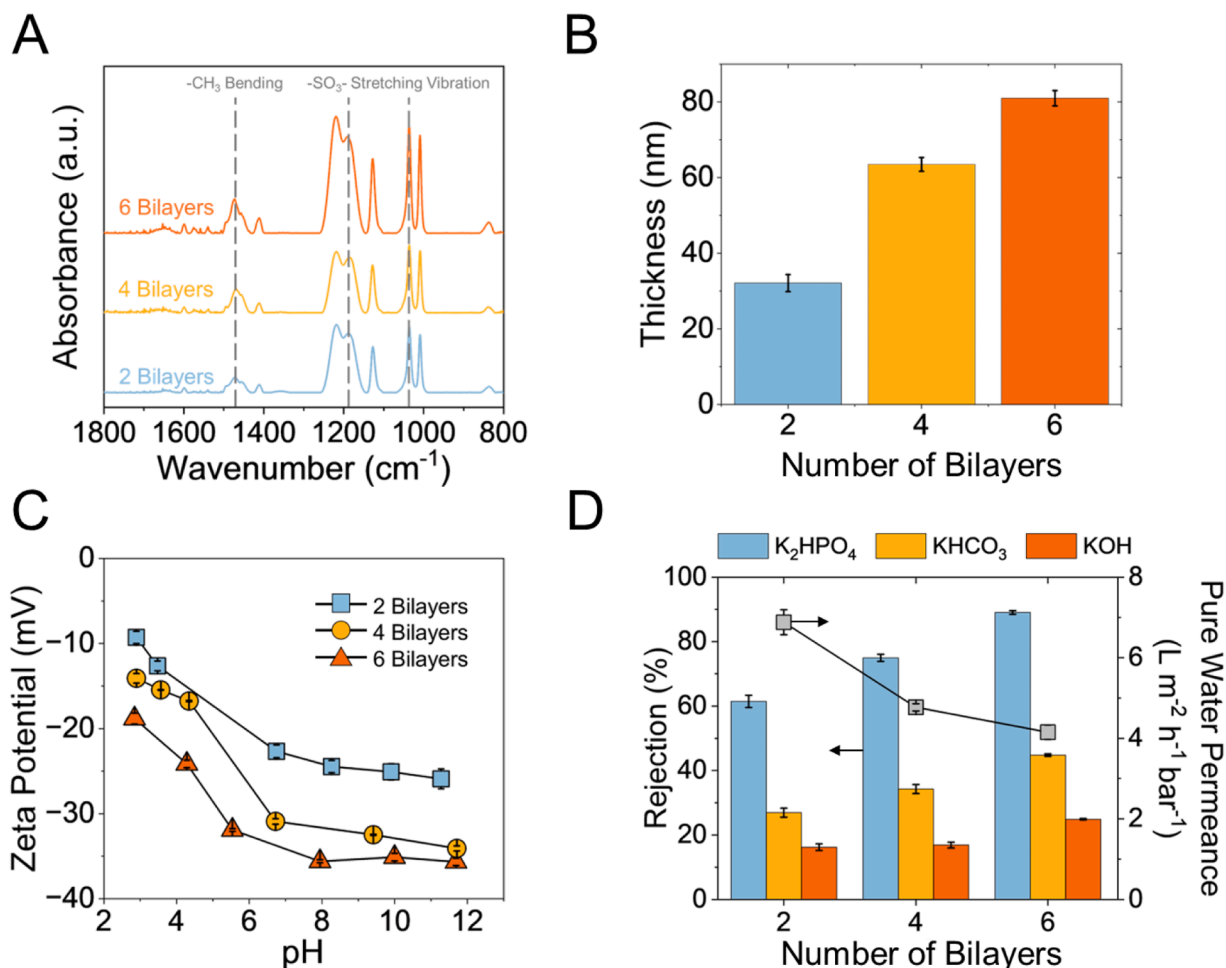 A
-CH₃ Bending
-SO₃- Stretching Vibration
6 Bilayers
4 Bilayers
2 Bilayers
Absorbance (a.u.)
1800 1600 1400 1200 1000 800
Wavenumber (cm⁻¹)
B
80
60
40
20
0
Thickness (nm)
2 4 6
Number of Bilayers
C
0
−10
−20
−30
−40
Zeta Potential (mV)
2 Bilayers
4 Bilayers
6 Bilayers
2 4 6 8 10 12
pH
D
K₂HPO₄ KHCO₃ KOH
100
80
60
40
20
0
Rejection (%)
8
6
4
2
0
Pure Water Permeance
(L m⁻² h⁻¹ bar⁻¹)
2 4 6
Number of Bilayers